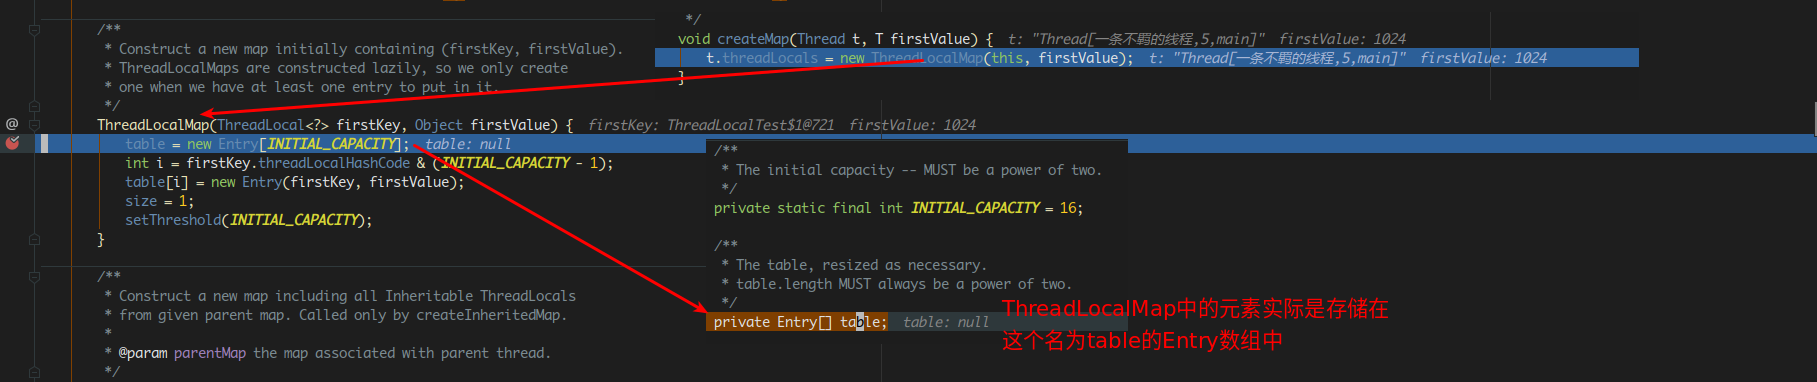 /**
 * Construct a new map initially containing (firstKey, firstValue).
 * ThreadLocalMaps are constructed lazily, so we only create
 * one when we have at least one entry to put in it.
 */
ThreadLocalMap(ThreadLocal<?> firstKey, Object firstValue) {  firstKey: ThreadLocalTest$1@721  firstValue: 1024
table = new Entry[INITIAL_CAPACITY];  table: null
int i = firstKey.threadLocalHashCode & (INITIAL_CAPACITY - 1);
table[i] = new Entry(firstKey, firstValue);
size = 1;
setThreshold(INITIAL_CAPACITY);
}
/**
 * Construct a new map including all Inheritable ThreadLocals
 * from given parent map. Called only by createInheritedMap.
 *
 * @param parentMap the map associated with parent thread.
 */
*/
void createMap(Thread t, T firstValue) {  t: "Thread[一条不羁的线程,5,main]"  firstValue: 1024
t.threadLocals = new ThreadLocalMap(this, firstValue);  t: "Thread[一条不羁的线程,5,main]"  firstValue: 1024
}
/**
 * The initial capacity -- MUST be a power of two.
 */
private static final int INITIAL_CAPACITY = 16;
/**
 * The table, resized as necessary.
 * table.length MUST always be a power of two.
 */
private Entry[] table;  table: null
ThreadLocalMap中的元素实际是存储在
这个名为table的Entry数组中
@